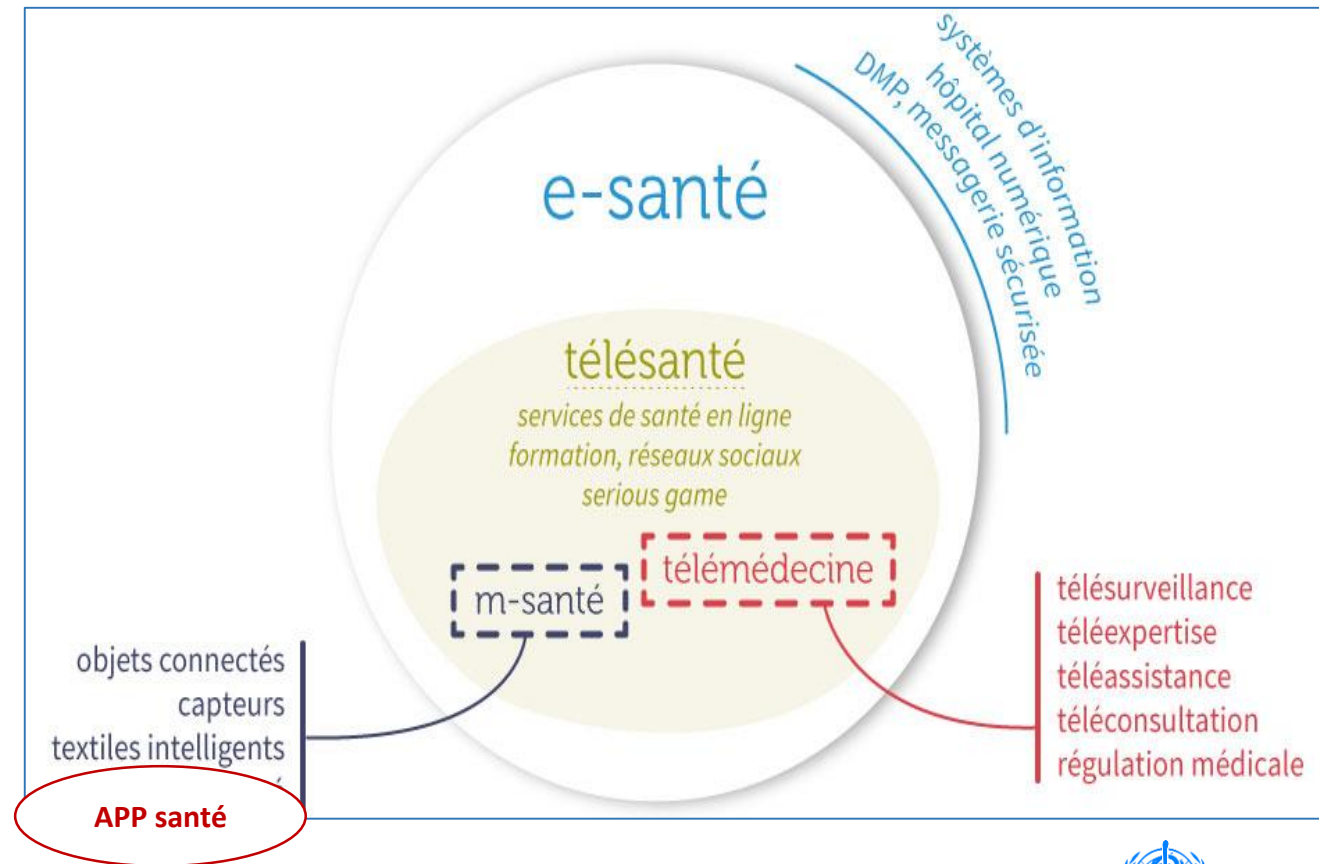 systèmes d'information
hôpital numérique
DMP, messagerie sécurisée
e-santé
télésanté
services de santé en ligne
formation, réseaux sociaux
serious game
télémédecine
m-santé
objets connectés
capteurs
textiles intelligents
APP santé
télésurveillance
téléexpertise
téléassistance
téléconsultation
régulation médicale